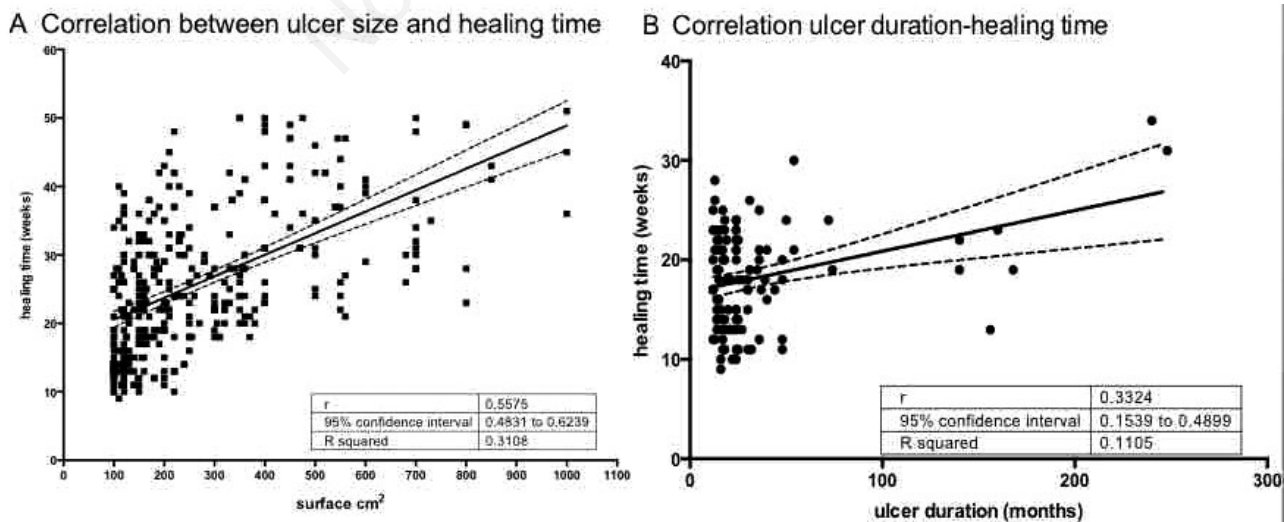 A Correlation between ulcer size and healing time
60
50
40
30
20
10
0
healing time (weeks)
r 0.5575
95% confidence interval 0.4831 to 0.6239
R squared 0.3108
0 100 200 300 400 500 600 700 800 900 1000 1100
surface cm²
B Correlation ulcer duration-healing time
40
30
20
10
0
healing time (weeks)
r 0.3324
95% confidence interval 0.1539 to 0.4899
R squared 0.1105
100 200 300
ulcer duration (months)